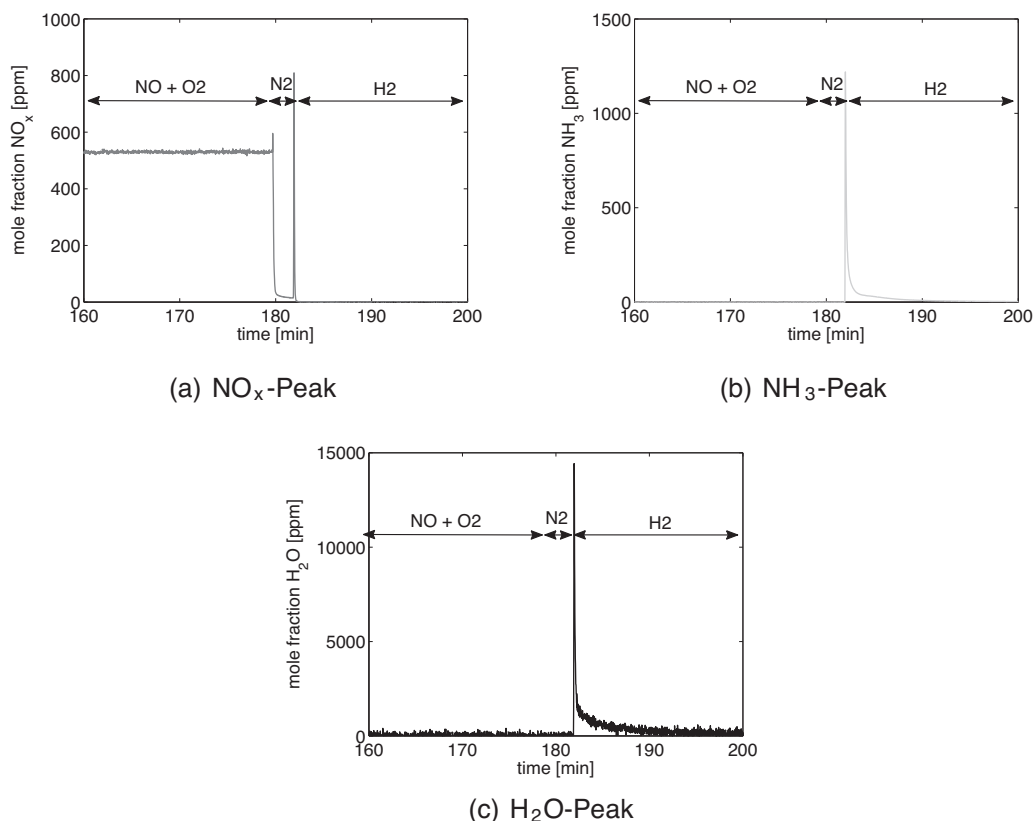 1000
800
600
400
200
0
mole fraction NOx [ppm]
NO + O2
N2
H2
160
170
180
190
200
time [min]
(a) NOx-Peak
1500
1000
500
0
mole fraction NH3 [ppm]
NO + O2
N2
H2
160
170
180
190
200
time [min]
(b) NH3-Peak
15000
10000
5000
0
mole fraction H2O [ppm]
NO + O2
N2
H2
160
170
180
190
200
time [min]
(c) H2O-Peak